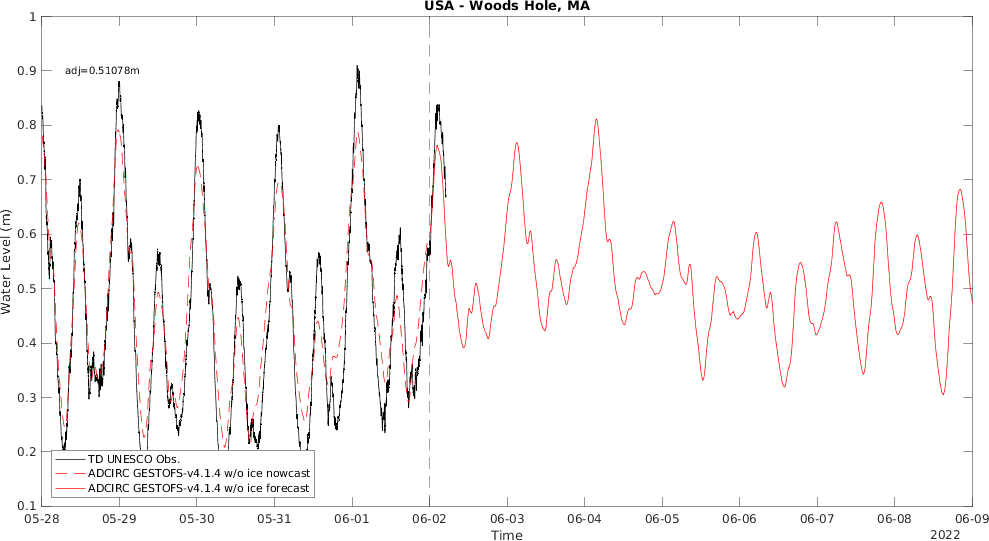 USA - Woods Hole, MA
adj=0.51078m
Water Level (m)
1
0.9
0.8
0.7
0.6
0.5
0.4
0.3
0.2
0.1
TD UNESCO Obs.
ADCIRC GESTOFS-v4.1.4 w/o ice nowcast
ADCIRC GESTOFS-v4.1.4 w/o ice forecast
05-28 05-29 05-30 05-31 06-01 06-02 06-03 06-04 06-05 06-06 06-07 06-08 06-09
Time
2022